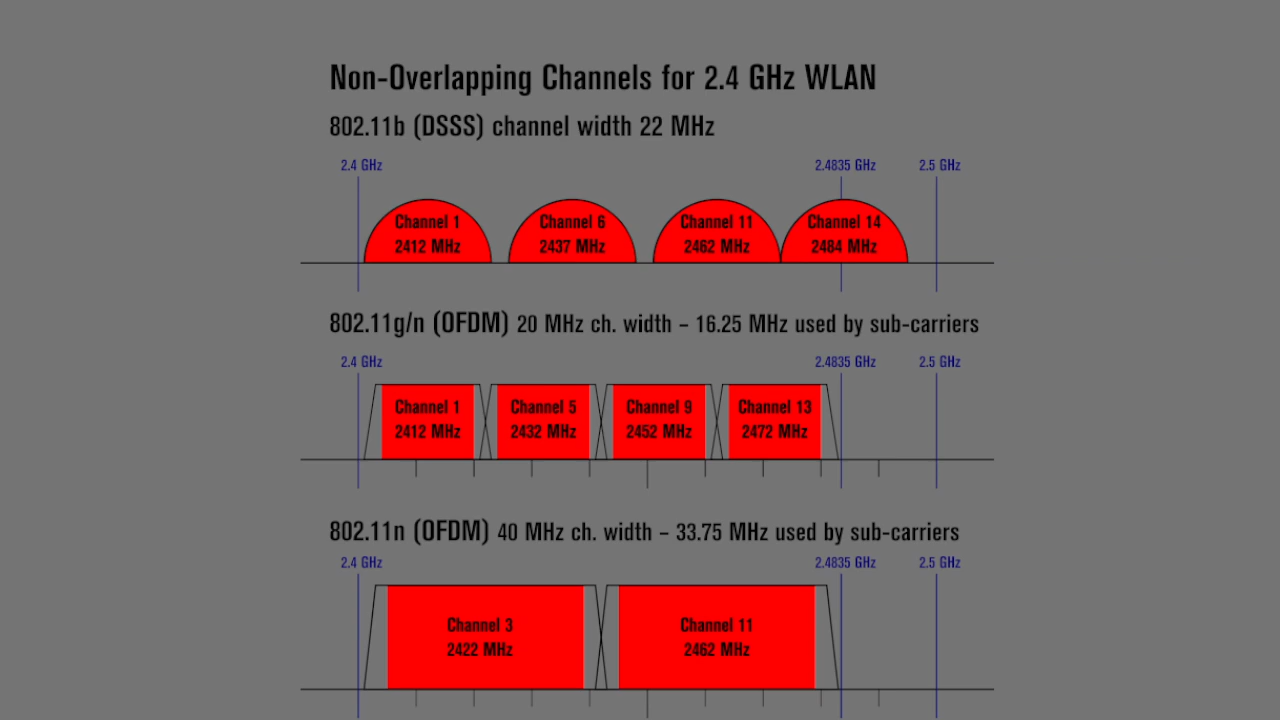 Non-Overlapping Channels for 2.4 GHz WLAN
802.11b (DSSS) channel width 22 MHz
2.4 GHz 2.4835 GHz 2.5 GHz
Channel 1 Channel 6 Channel 11 Channel 14
2412 MHz 2437 MHz 2462 MHz 2484 MHz
802.11g/n (OFDM) 20 MHz ch. width – 16.25 MHz used by sub-carriers
2.4 GHz 2.4835 GHz 2.5 GHz
Channel 1 Channel 5 Channel 9 Channel 13
2412 MHz 2432 MHz 2452 MHz 2472 MHz
802.11n (OFDM) 40 MHz ch. width – 33.75 MHz used by sub-carriers
2.4 GHz 2.4835 GHz 2.5 GHz
Channel 3 Channel 11
2422 MHz 2462 MHz